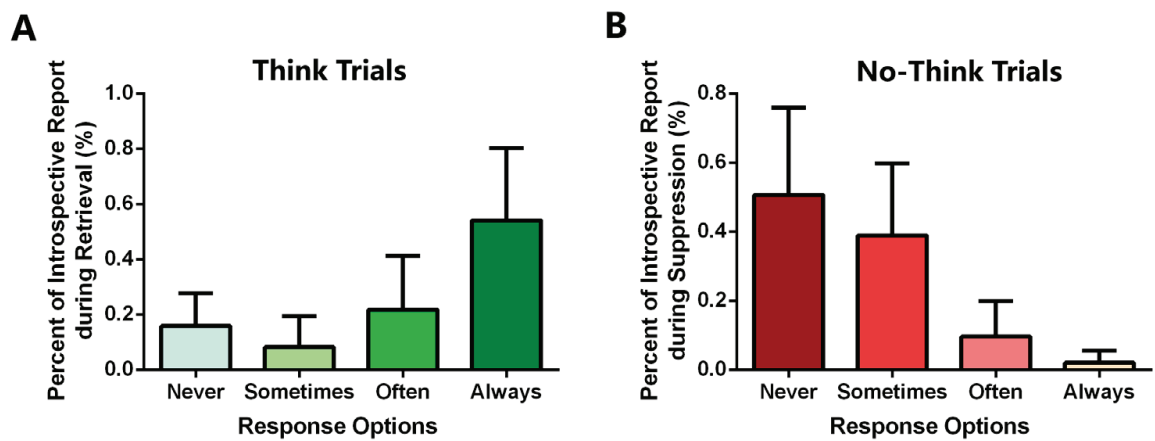 A
Think Trials
Percent of Introspective Report
during Retrieval (%)
1.0
0.8
0.6
0.4
0.2
0.0
Never Sometimes Often Always
Response Options
B
No-Think Trials
Percent of Introspective Report
during Suppression (%)
0.8
0.6
0.4
0.2
0.0
Never Sometimes Often Always
Response Options